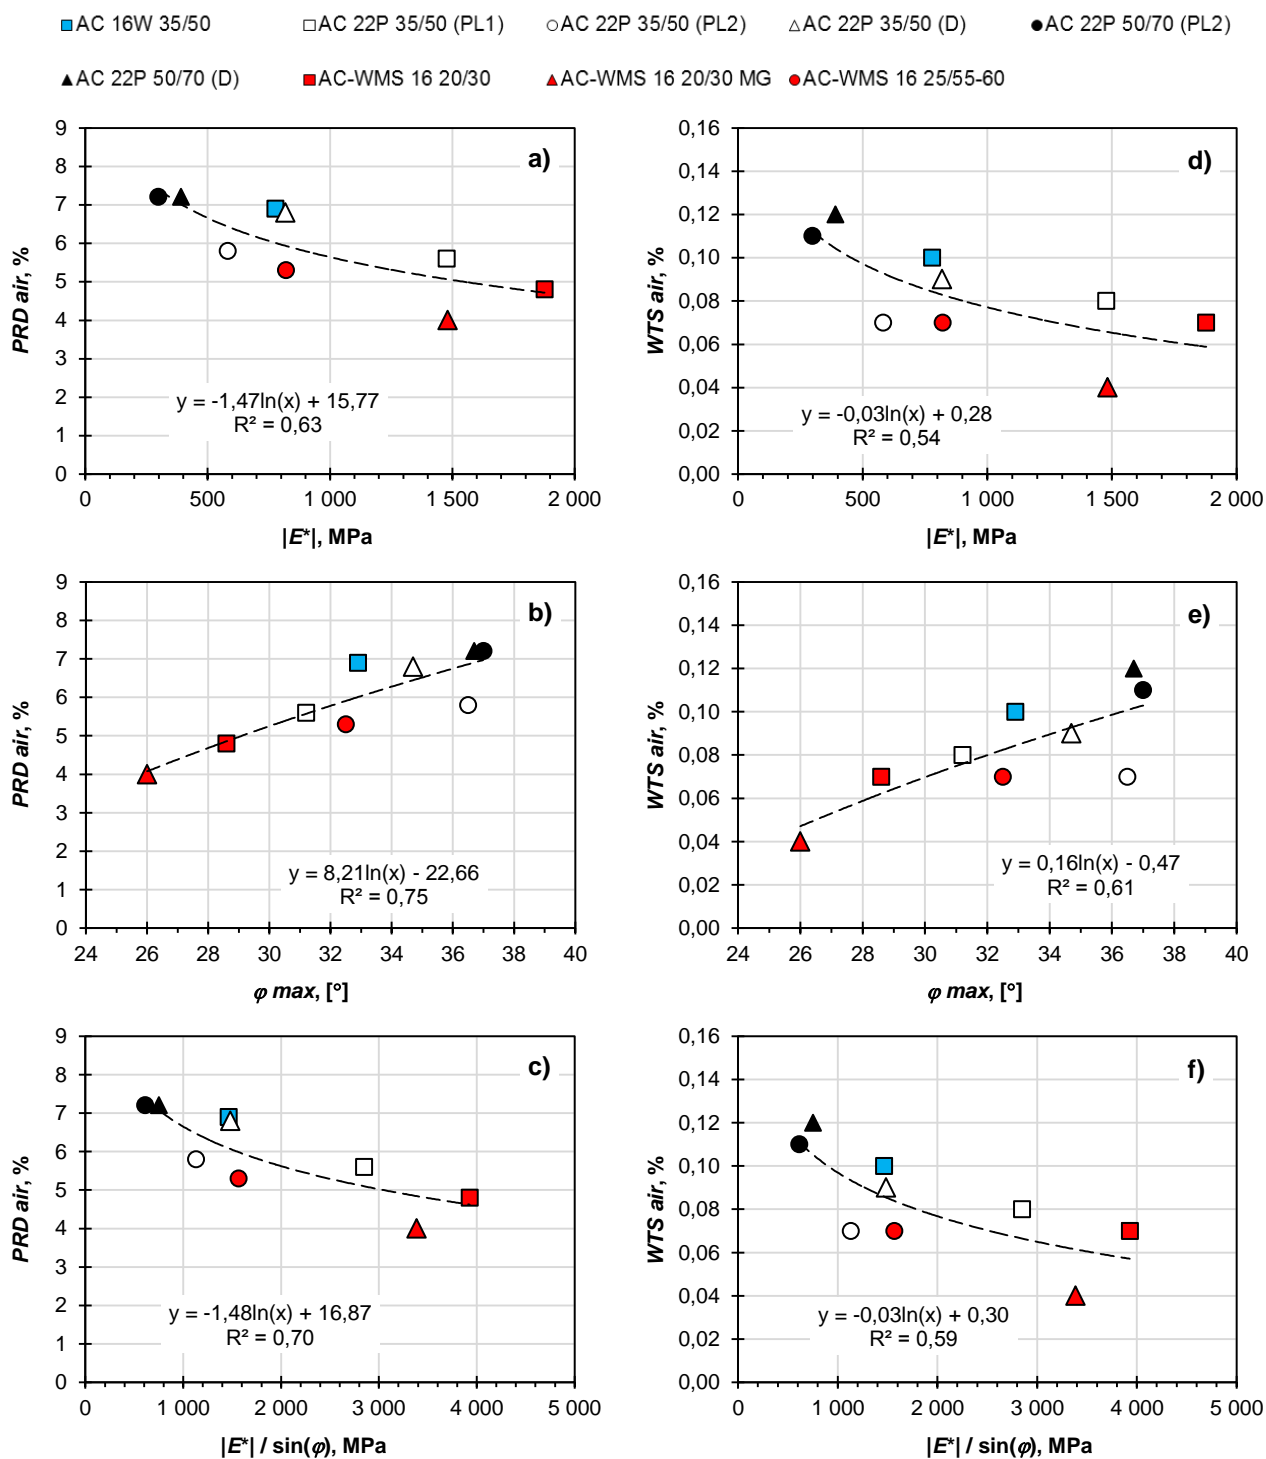 AC 16W 35/50 AC 22P 35/50 (PL1) AC 22P 35/50 (PL2) AC 22P 35/50 (D) AC 22P 50/70 (PL2)
AC 22P 50/70 (D) AC-WMS 16 20/30 AC-WMS 16 20/30 MG AC-WMS 16 25/55-60
a)
PRD air, %
9
8
7
6
5
4
3
2
1
0
y = -1,47ln(x) + 15,77
R² = 0,63
0 500 1 000 1 500 2 000
|E*|, MPa
d)
WTS air, %
0,16
0,14
0,12
0,10
0,08
0,06
0,04
0,02
0,00
y = -0,03ln(x) + 0,28
R² = 0,54
0 500 1 000 1 500 2 000
|E*|, MPa
b)
PRD air, %
9
8
7
6
5
4
3
2
1
0
y = 8,21ln(x) - 22,66
R² = 0,75
24 26 28 30 32 34 36 38 40
φ max, [°]
e)
WTS air, %
0,16
0,14
0,12
0,10
0,08
0,06
0,04
0,02
0,00
y = 0,16ln(x) - 0,47
R² = 0,61
24 26 28 30 32 34 36 38 40
φ max, [°]
c)
PRD air, %
9
8
7
6
5
4
3
2
1
0
y = -1,48ln(x) + 16,87
R² = 0,70
0 1 000 2 000 3 000 4 000 5 000
|E*| / sin(φ), MPa
f)
WTS air, %
0,16
0,14
0,12
0,10
0,08
0,06
0,04
0,02
0,00
y = -0,03ln(x) + 0,30
R² = 0,59
0 1 000 2 000 3 000 4 000 5 000
|E*| / sin(φ), MPa